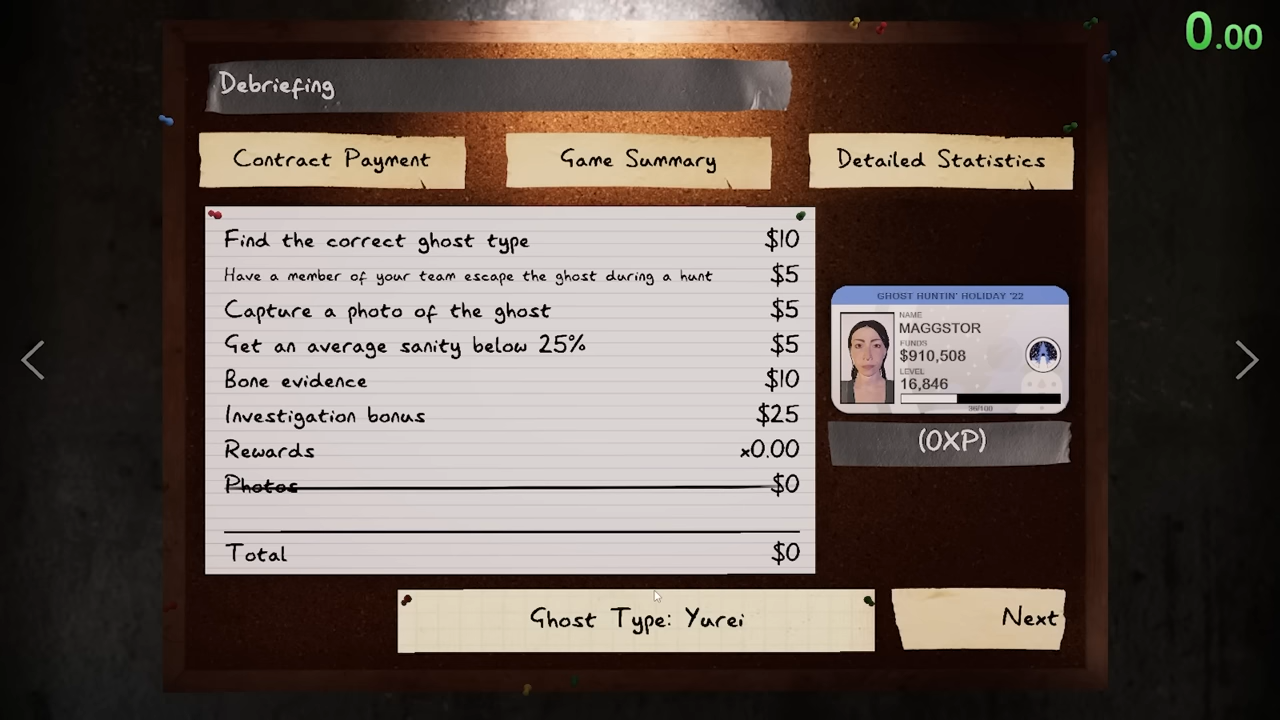 0.00
Debriefing
Contract Payment
Game Summary
Detailed Statistics
Find the correct ghost type $10
Have a member of your team escape the ghost during a hunt $5
Capture a photo of the ghost $5
Get an average sanity below 25% $5
Bone evidence $10
Investigation bonus $25
Rewards x0.00
Photos $0
Total $0
GHOST HUNTIN' HOLIDAY '22
NAME
MAGGSTOR
FUNDS
$910,508
LEVEL
16,846
36/100
(0XP)
Ghost Type: Yurei
Next